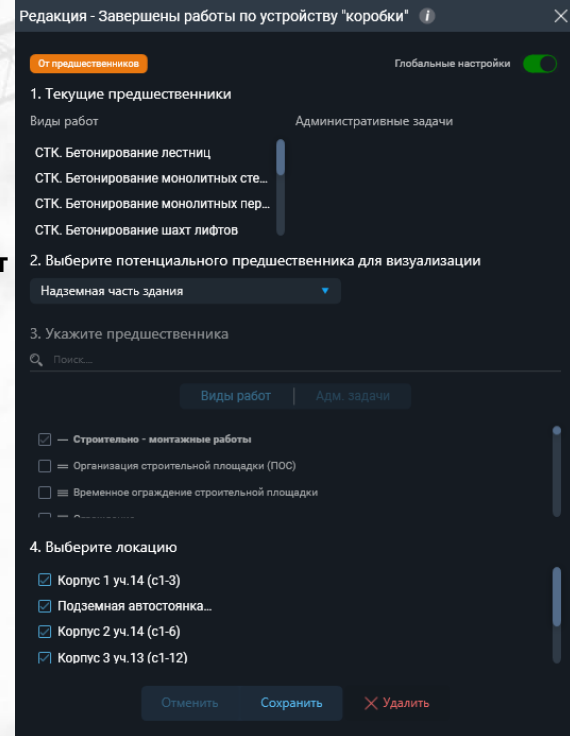 Редакция - Завершены работы по устройству "коробки" i
От предшественников
Глобальные настройки
1. Текущие предшественники
Виды работ
Административные задачи
СТК. Бетонирование лестниц
СТК. Бетонирование монолитных сте...
СТК. Бетонирование монолитных пер...
СТК. Бетонирование шахт лифтов
т
2. Выберите потенциального предшественника для визуализации
Надземная часть здания
3. Укажите предшественника
Поиск...
Виды работ | Адм. задачи
Строительно - монтажные работы
Организация строительной площадки (ПОС)
Временное ограждение строительной площадки
4. Выберите локацию
Корпус 1 уч.14 (с1-3)
Подземная автостоянка...
Корпус 2 уч.14 (с1-6)
Корпус 3 уч.13 (с1-12)
Отменить
Сохранить
Удалить